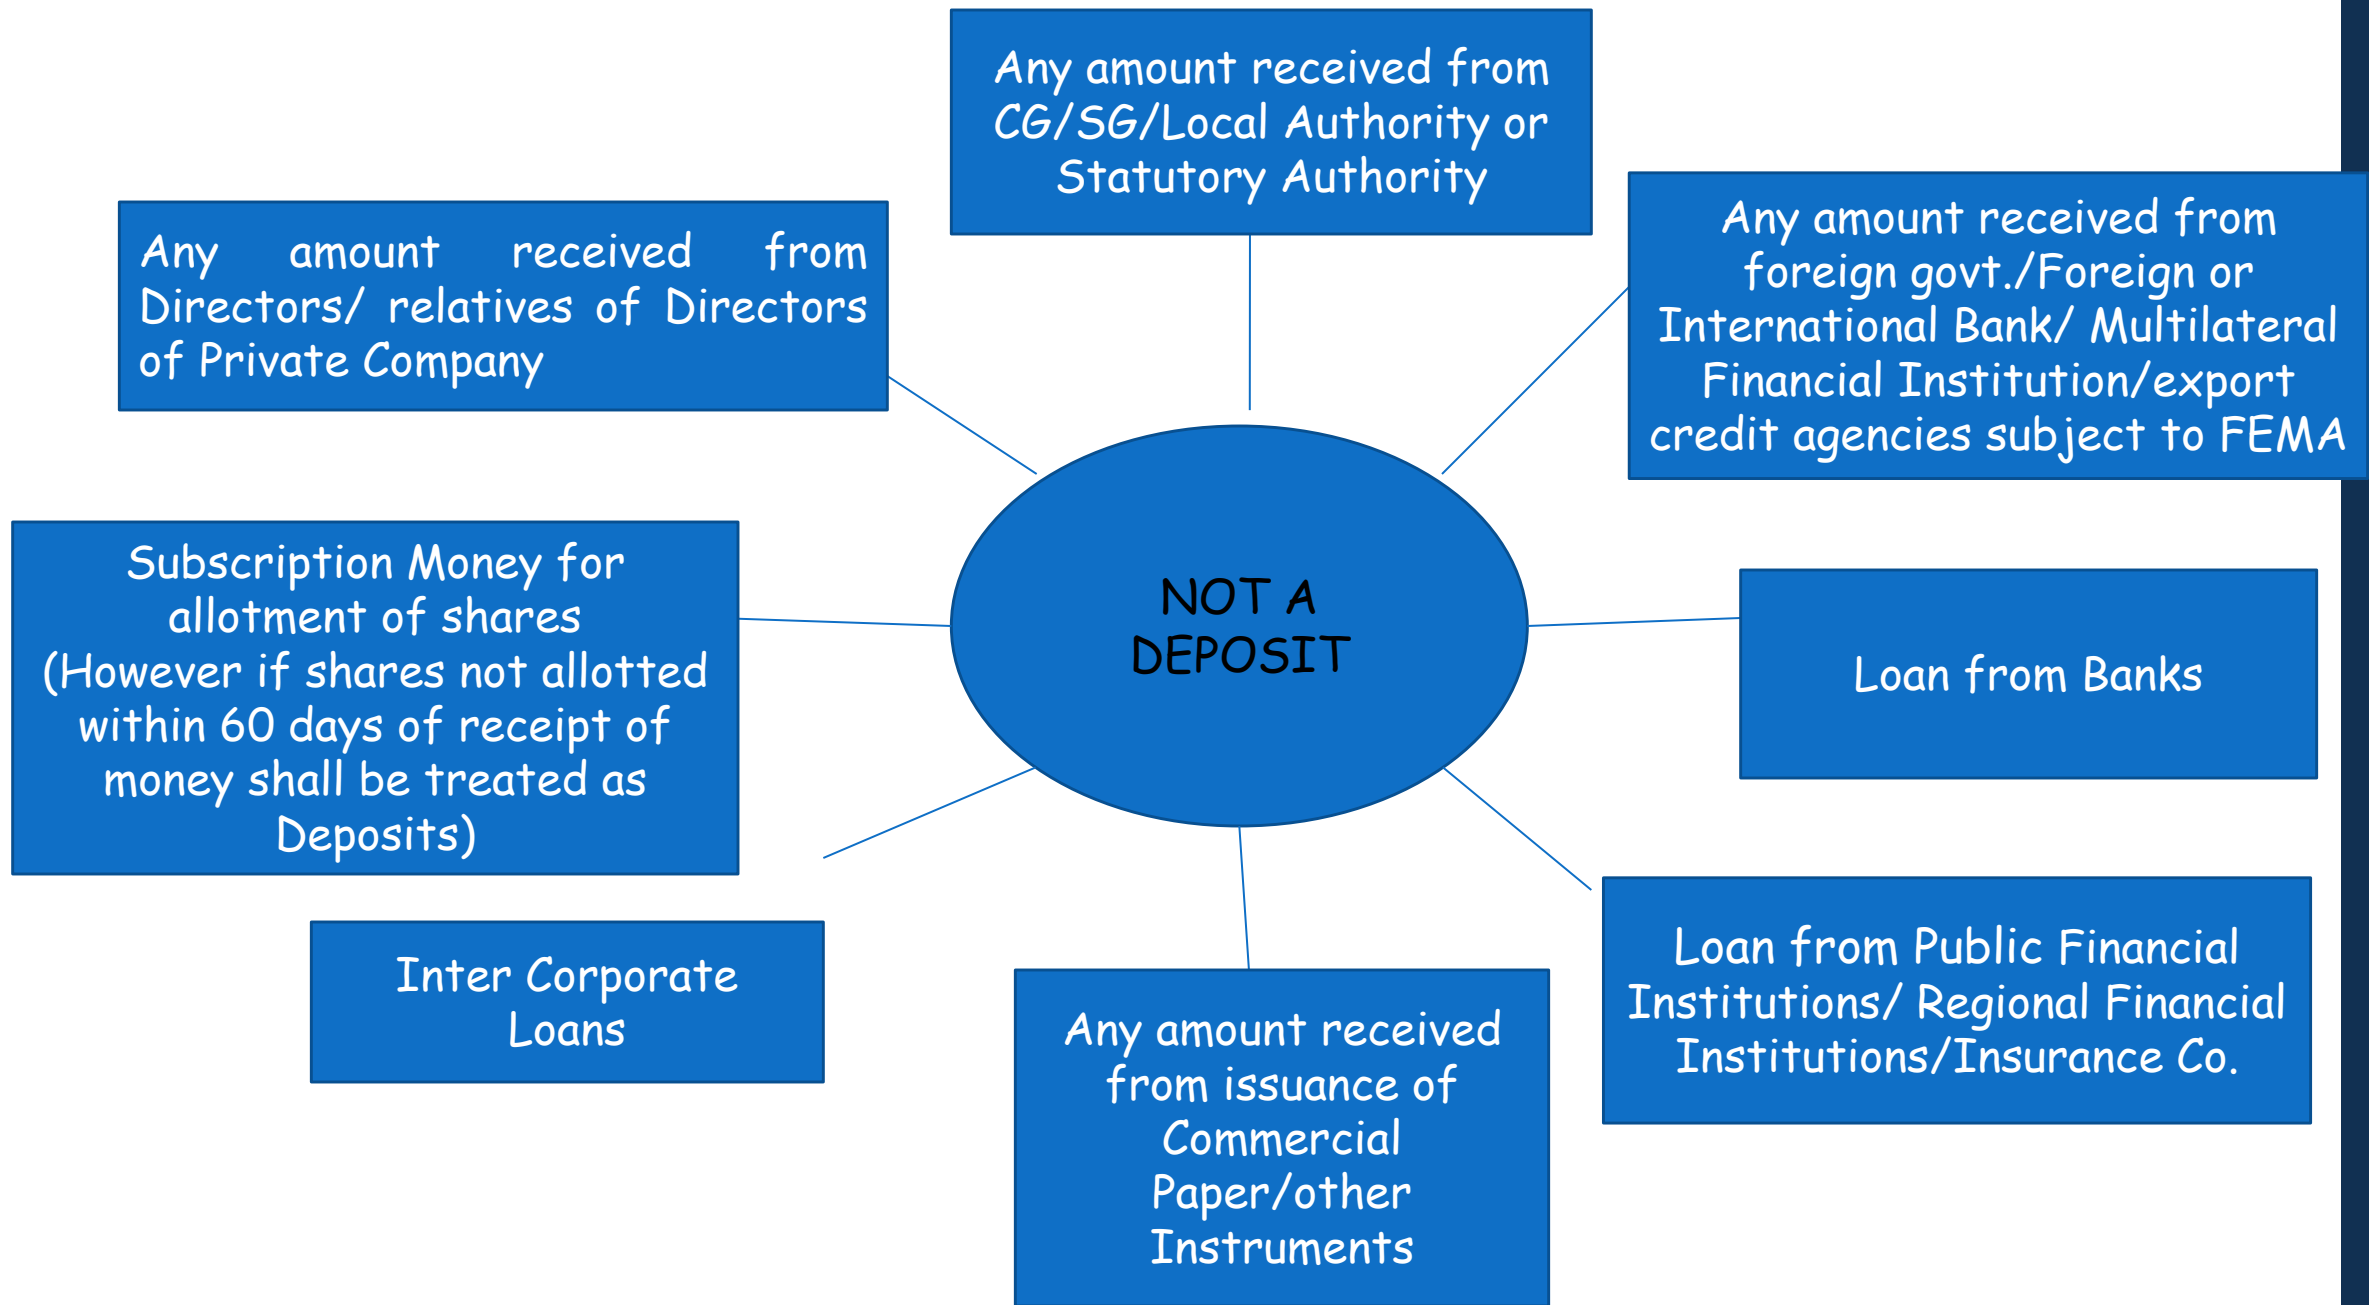 Any amount received from
CG/SG/Local Authority or
Statutory Authority
Any amount received from
Directors/ relatives of Directors
of Private Company
Any amount received from
foreign govt./Foreign or
International Bank/ Multilateral
Financial Institution/export
credit agencies subject to FEMA
Subscription Money for
allotment of shares
(However if shares not allotted
within 60 days of receipt of
money shall be treated as
Deposits)
NOT A
DEPOSIT
Loan from Banks
Inter Corporate
Loans
Any amount received
from issuance of
Commercial
Paper/other
Instruments
Loan from Public Financial
Institutions/ Regional Financial
Institutions/Insurance Co.